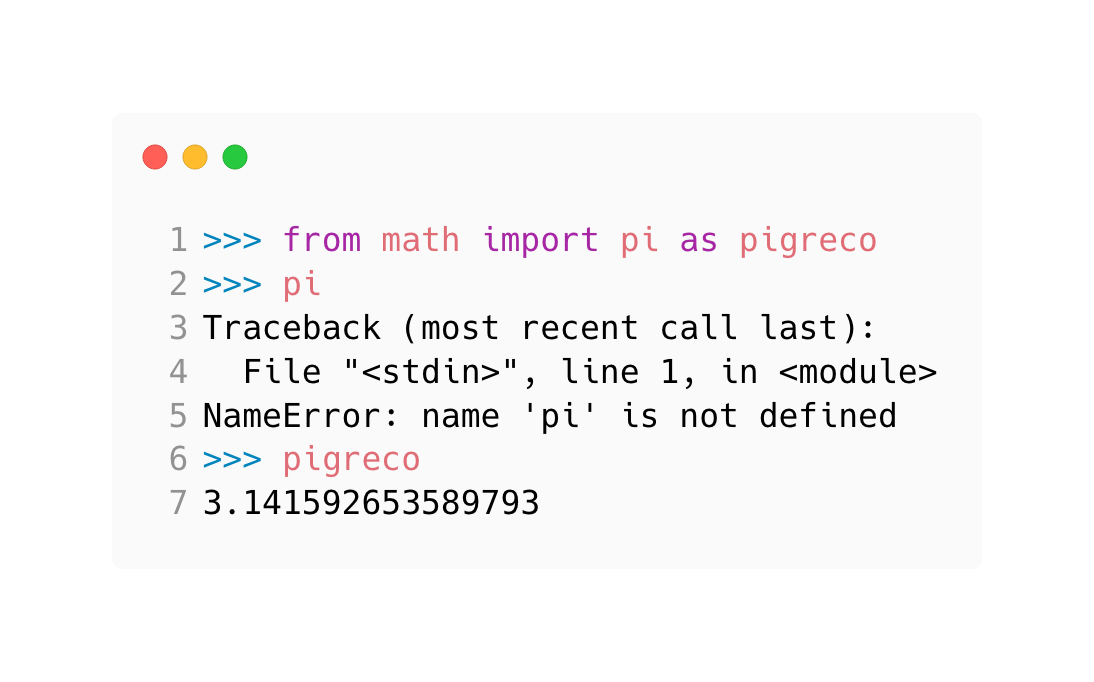 1 >>> from math import pi as pigreco
2 >>> pi
3 Traceback (most recent call last):
4   File "<stdin>", line 1, in <module>
5 NameError: name 'pi' is not defined
6 >>> pigreco
7 3.141592653589793